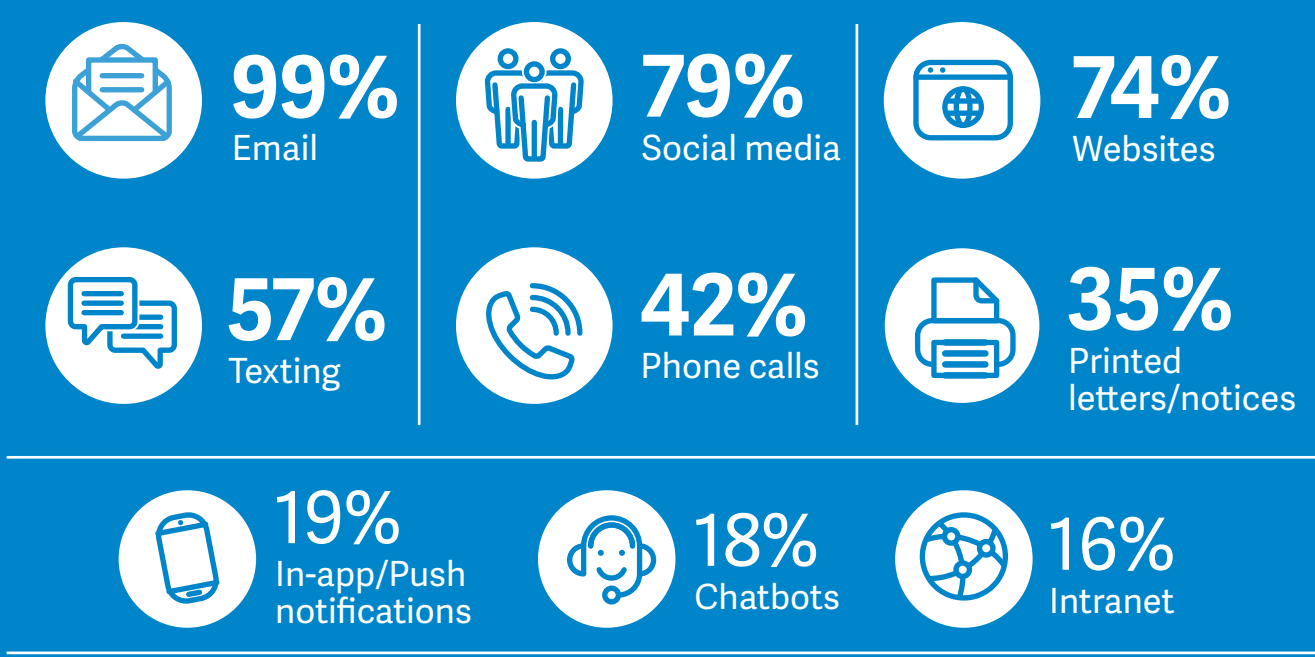 99%
Email
79%
Social media
74%
Websites
57%
Texting
42%
Phone calls
35%
Printed
letters/notices
19%
In-app/Push
notifications
18%
Chatbots
16%
Intranet